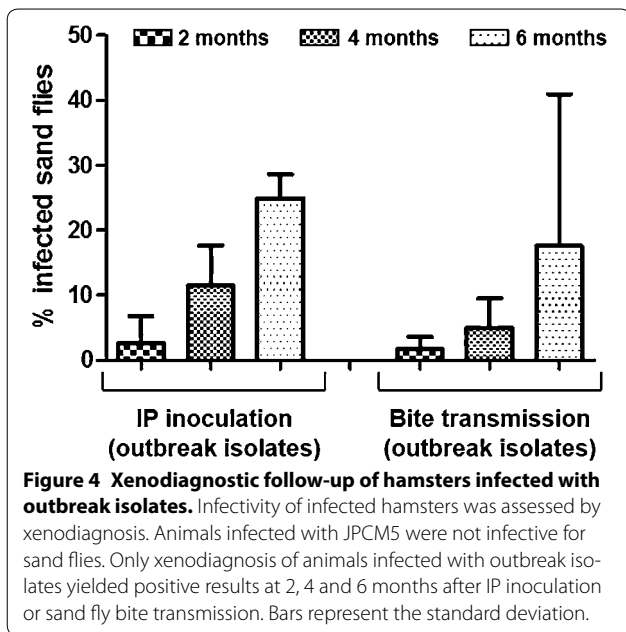 50
2 months
4 months
6 months
40
30
20
10
0
% infected sand flies
IP inoculation
(outbreak isolates)
Bite transmission
(outbreak isolates)
Figure 4 Xenodiagnostic follow-up of hamsters infected with
outbreak isolates. Infectivity of infected hamsters was assessed by
xenodiagnosis. Animals infected with JPCM5 were not infective for
sand flies. Only xenodiagnosis of animals infected with outbreak iso-
lates yielded positive results at 2, 4 and 6 months after IP inoculation
or sand fly bite transmission. Bars represent the standard deviation.